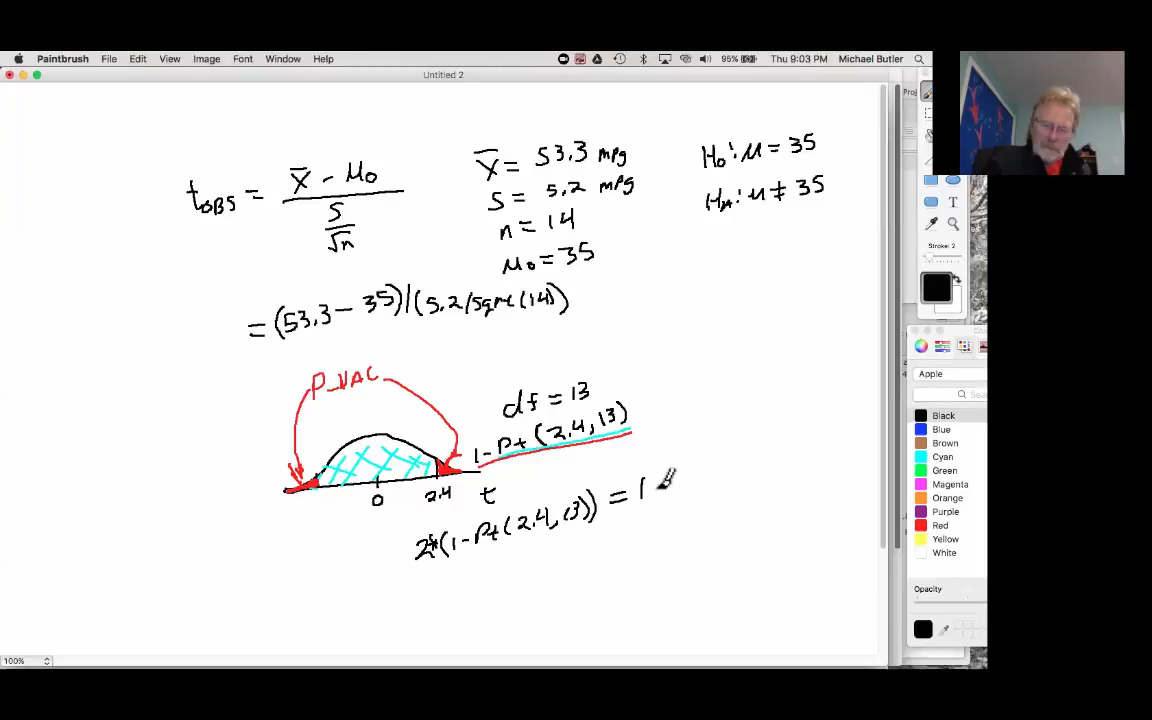 Paintbrush File Edit View Image Font Window Help 95% Thu 9:03 PM Michael Butler
Untitled 2
Proj
t_OBS = (X̄ - μ0) / (S / √n)
X̄ = 53.3 mpg
S = 5.2 mpg
n = 14
μ0 = 35
H0: μ = 35
HA: μ ≠ 35
= (53.3 - 35)/(5.2/sqrt(14))
P_VAL
df = 13
1-Pt(2.4,13)
0 2.4 t
2*(1-Pt(2.4,13)) = 1
T
Stroke: 2
Apple
Black
Blue
Brown
Cyan
Green
Magenta
Orange
Purple
Red
Yellow
White
Opacity
100%